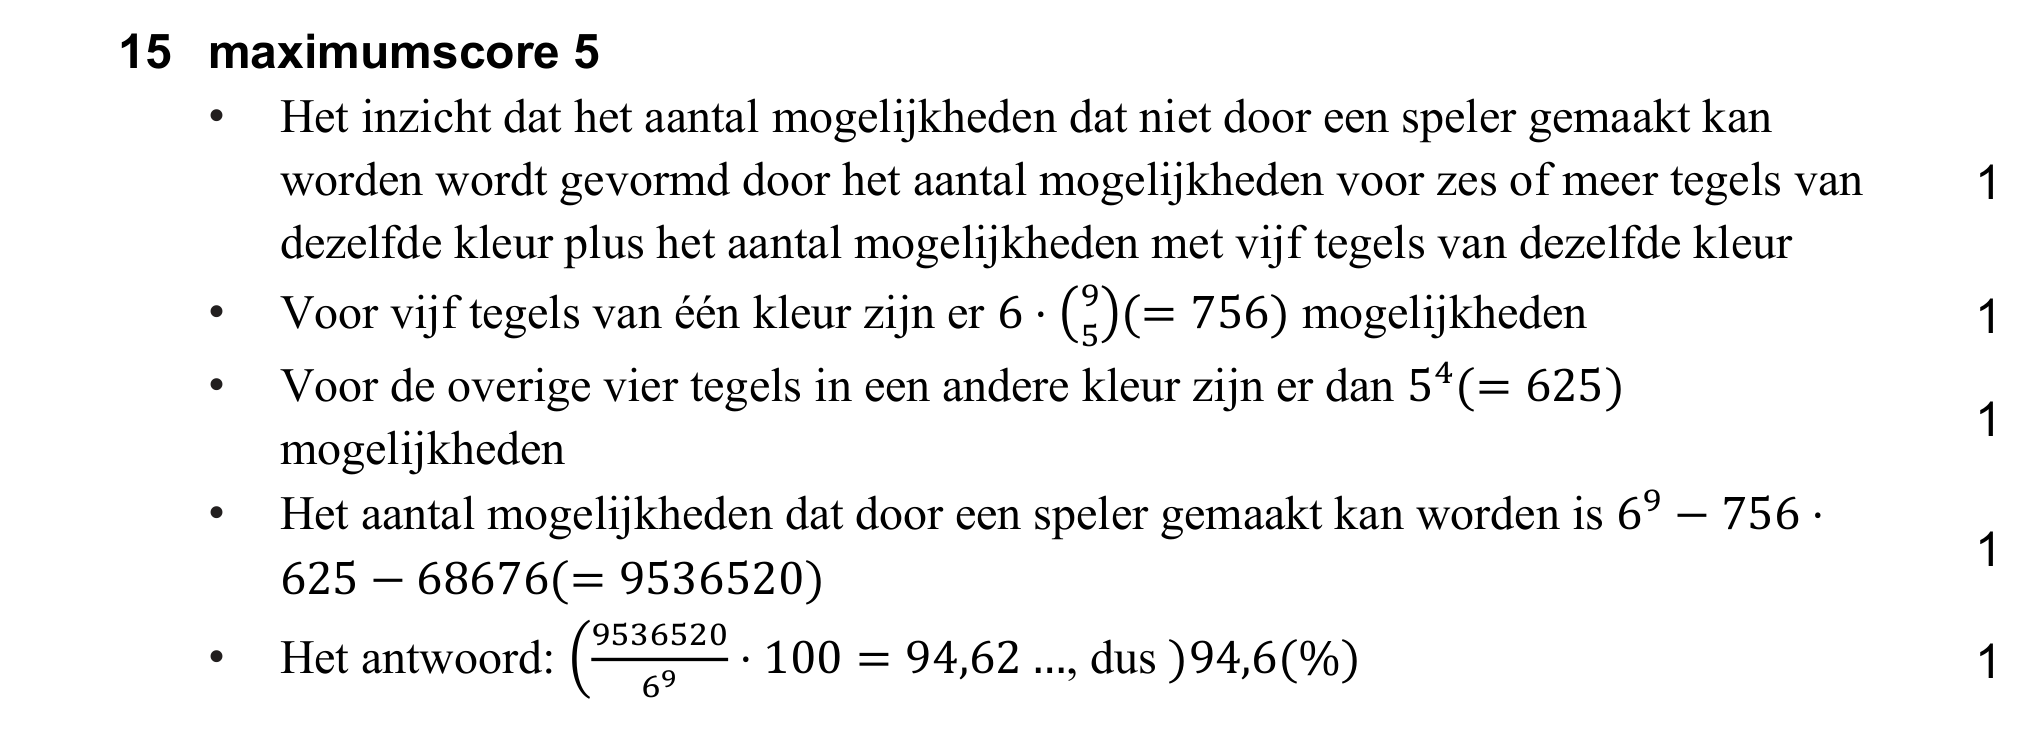 15 maximumscore 5
• Het inzicht dat het aantal mogelijkheden dat niet door een speler gemaakt kan
worden wordt gevormd door het aantal mogelijkheden voor zes of meer tegels van 1
dezelfde kleur plus het aantal mogelijkheden met vijf tegels van dezelfde kleur
• Voor vijf tegels van één kleur zijn er 6 · (9 5)(= 756) mogelijkheden 1
• Voor de overige vier tegels in een andere kleur zijn er dan 5⁴(= 625)
mogelijkheden 1
• Het aantal mogelijkheden dat door een speler gemaakt kan worden is 6⁹ − 756 ·
625 − 68676(= 9536520) 1
• Het antwoord: (9536520/6⁹ · 100 = 94,62 …, dus )94,6(%) 1